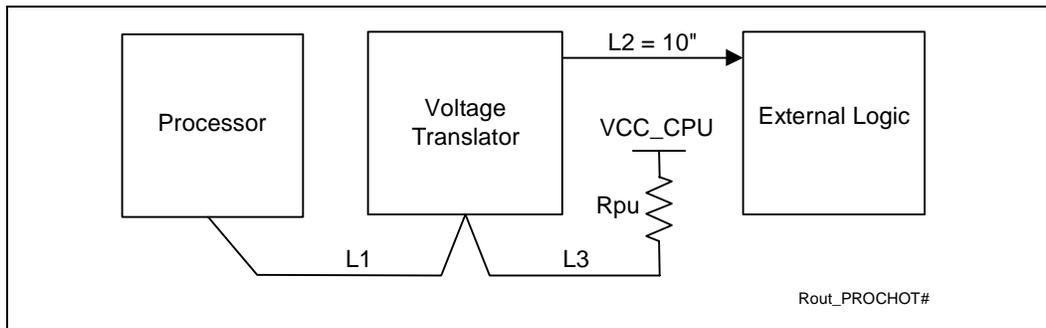 L2 = 10"
Processor
Voltage
Translator
External Logic
VCC_CPU
Rpu
L1
L3
Rout_PROCHOT#